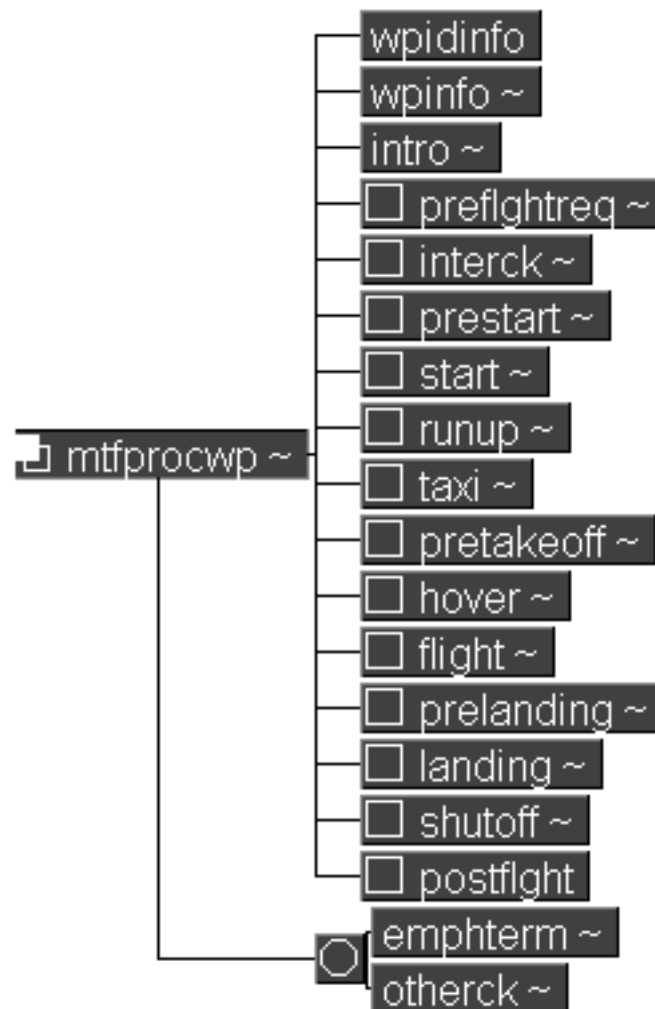 wpidinfo
wpinfo ~
intro ~
preflghtreq ~
interck ~
prestart ~
start ~
runup ~
mtfprocwp ~
taxi ~
pretakeoff ~
hover ~
flight ~
prelanding ~
landing ~
shutoff ~
postflght
emphterm ~
otherck ~